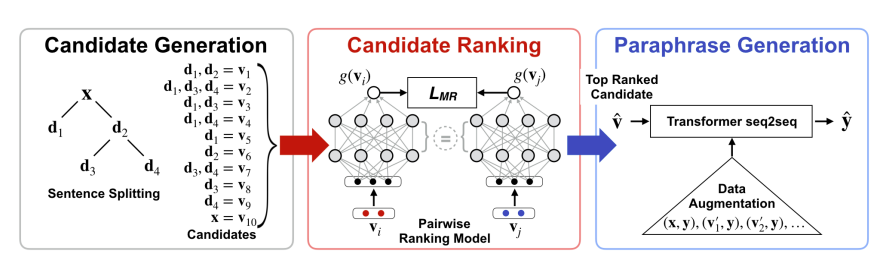 Candidate Generation
x
d1
d2
d3
d4
Sentence Splitting
d1, d2 = v1
d1, d3, d4 = v2
d1, d3 = v3
d1, d4 = v4
d1 = v5
d2 = v6
d3, d4 = v7
d3 = v8
d4 = v9
x = v10
Candidates
Candidate Ranking
g(vi)
g(vj)
LMR
=
vi
vj
Pairwise
Ranking Model
Paraphrase Generation
Top Ranked
Candidate
v̂
Transformer seq2seq
ŷ
Data
Augmentation
(x, y), (v′1, y), (v′2, y), …